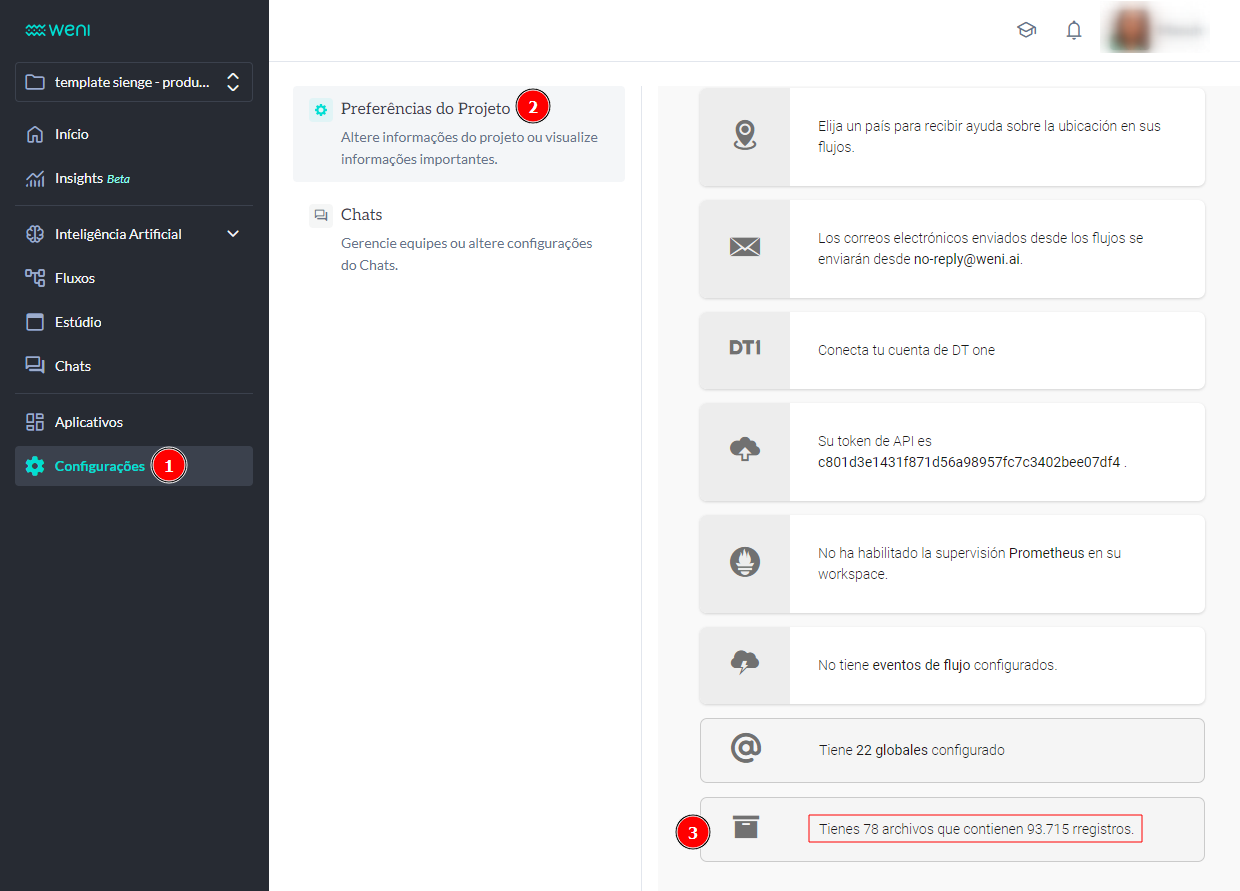 weni
template sienge - produ...
Início
Insights Beta
Inteligência Artificial
Fluxos
Estúdio
Chats
Aplicativos
Configurações
1
Preferências do Projeto
2
Altere informações do projeto ou visualize
informações importantes.
Chats
Gerencie equipes ou altere configurações
do Chats.
Elija un país para recibir ayuda sobre la ubicación en sus
flujos.
Los correos electrónicos enviados desde los flujos se
enviarán desde no-reply@weni.ai.
DT1
Conecta tu cuenta de DT one
Su token de API es
c801d3e1431f871d56a98957fc7c3402bee07df4 .
No ha habilitado la supervisión Prometheus en su
workspace.
No tiene eventos de flujo configurados.
@
Tiene 22 globales configurado
3
Tienes 78 archivos que contienen 93.715 rregistros.